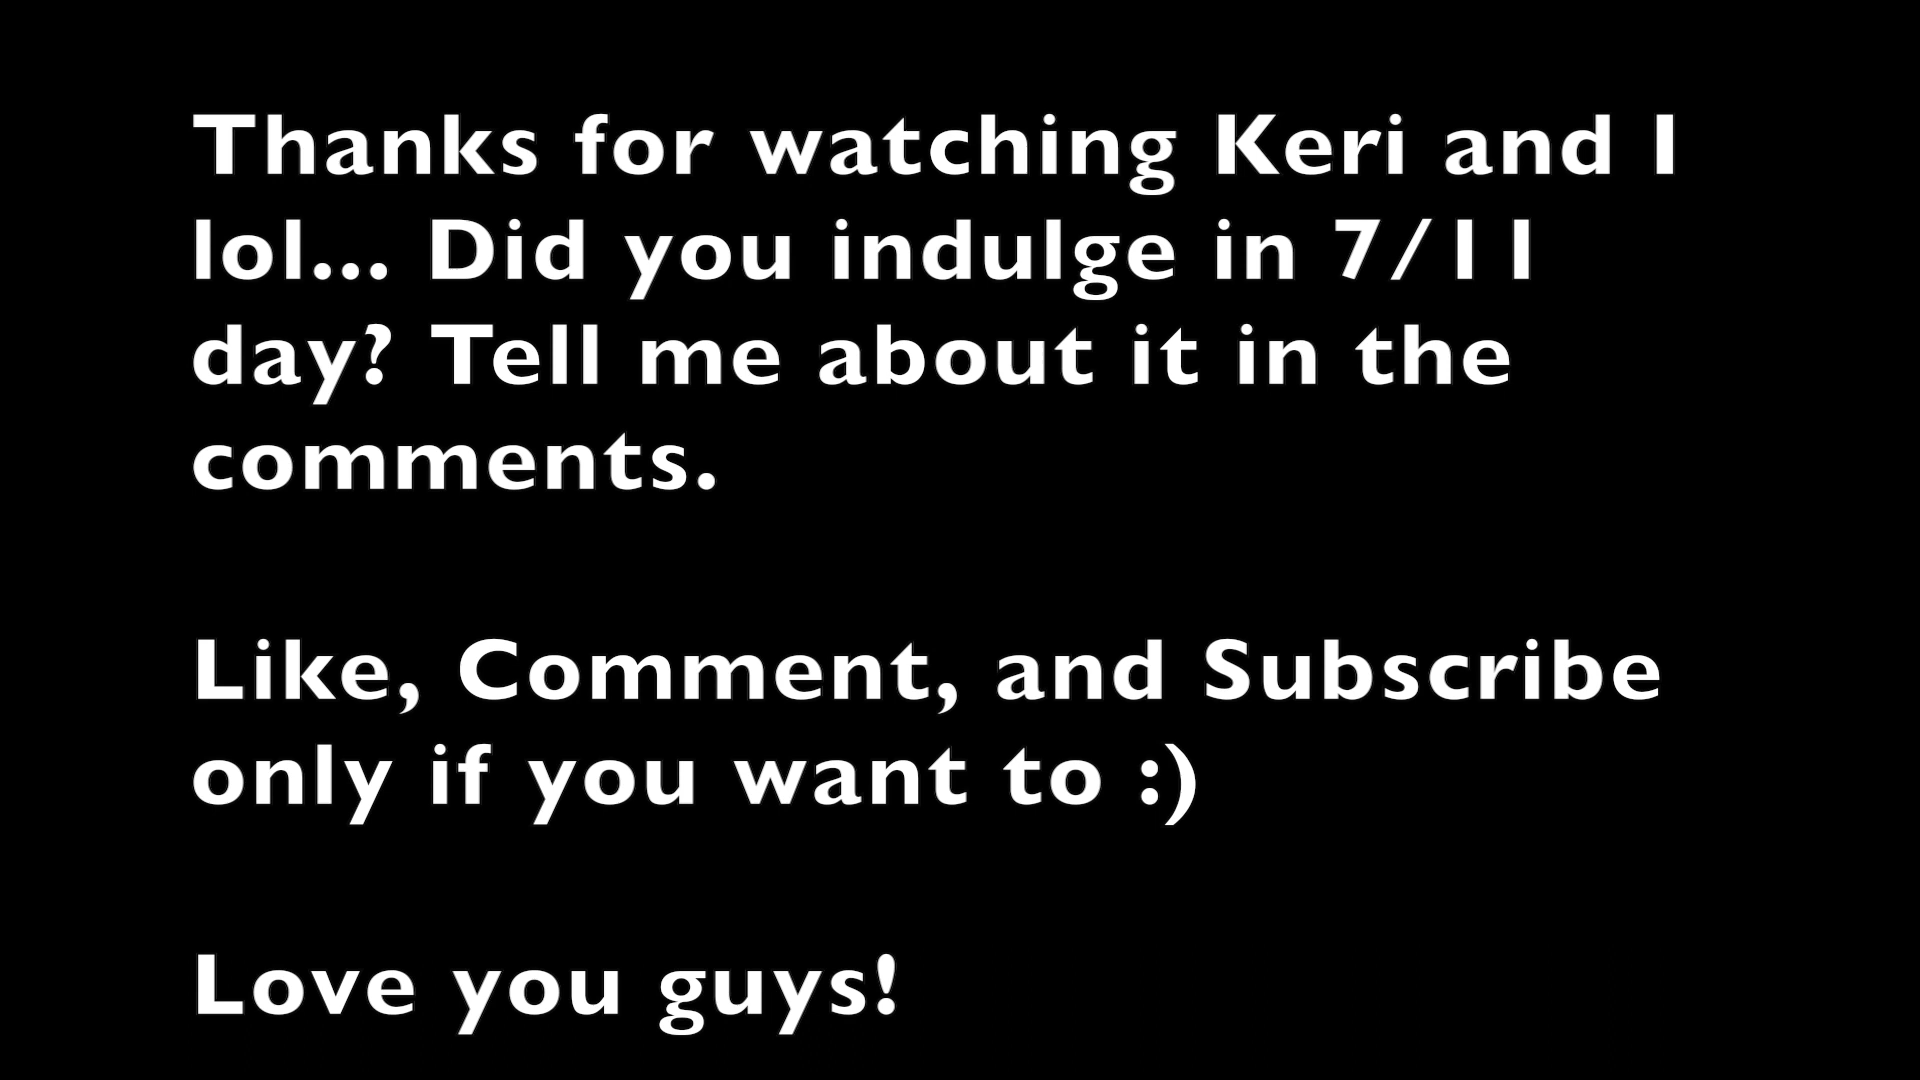 Thanks for watching Keri and I
lol... Did you indulge in 7/11
day? Tell me about it in the
comments.
Like, Comment, and Subscribe
only if you want to :)
Love you guys!